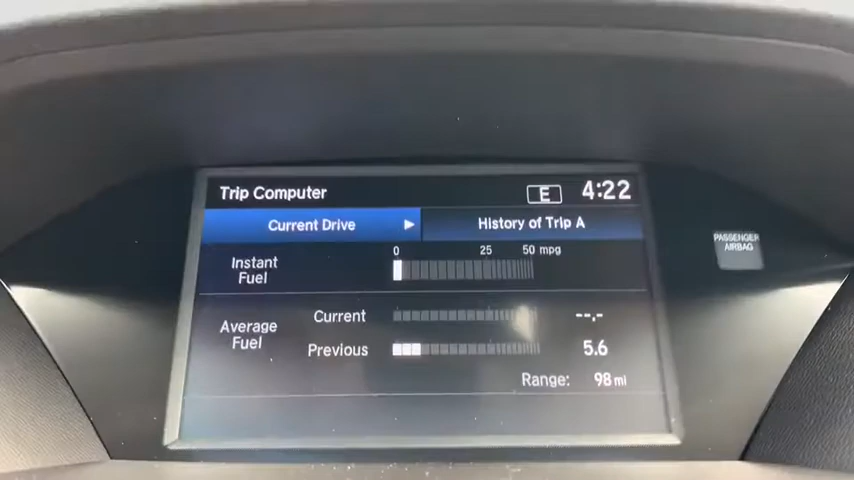 Trip Computer E 4:22
Current Drive ▶ History of Trip A
0 25 50 mpg
Instant
Fuel
Current --.-
Average
Fuel
Previous 5.6
Range: 98 mi
PASSENGER
AIRBAG